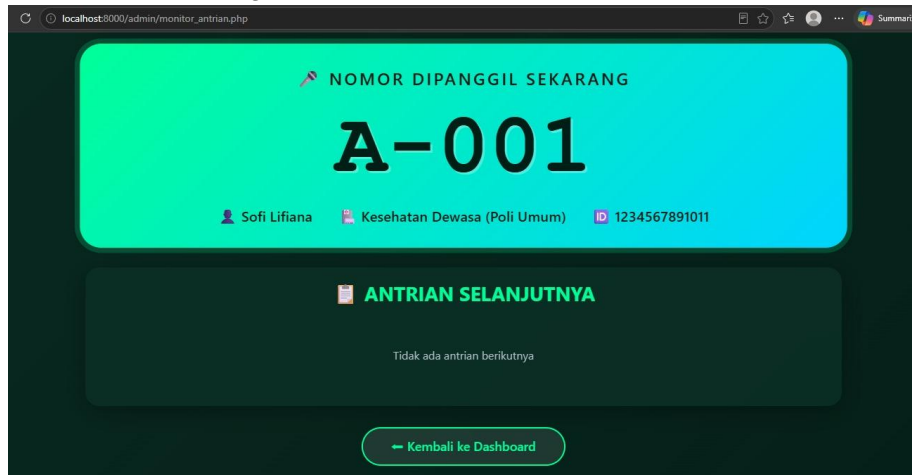 localhost:8000/admin/monitor_antrian.php
Summari
NOMOR DIPANGGIL SEKARANG
A-001
Sofi Lifiana Kesehatan Dewasa (Poli Umum) ID 1234567891011
ANTRIAN SELANJUTNYA
Tidak ada antrian berikutnya
← Kembali ke Dashboard